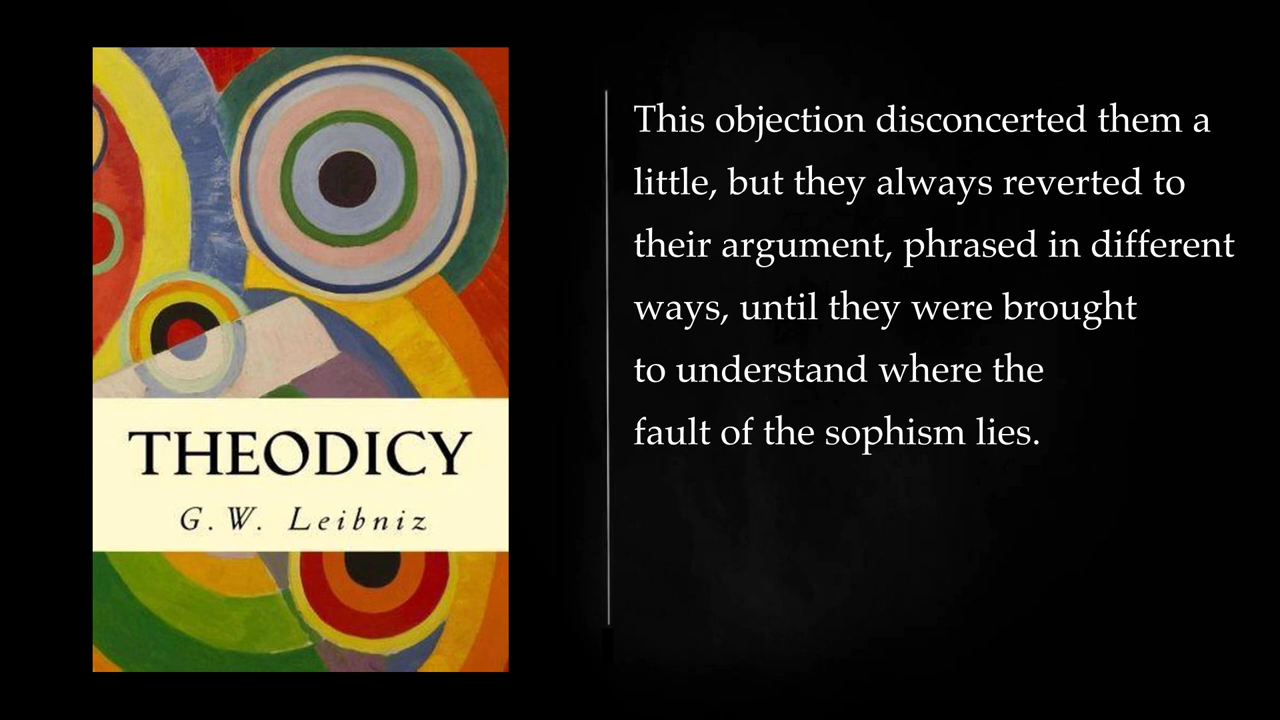 THEODICY
G. W. Leibniz
This objection disconcerted them a
little, but they always reverted to
their argument, phrased in different
ways, until they were brought
to understand where the
fault of the sophism lies.